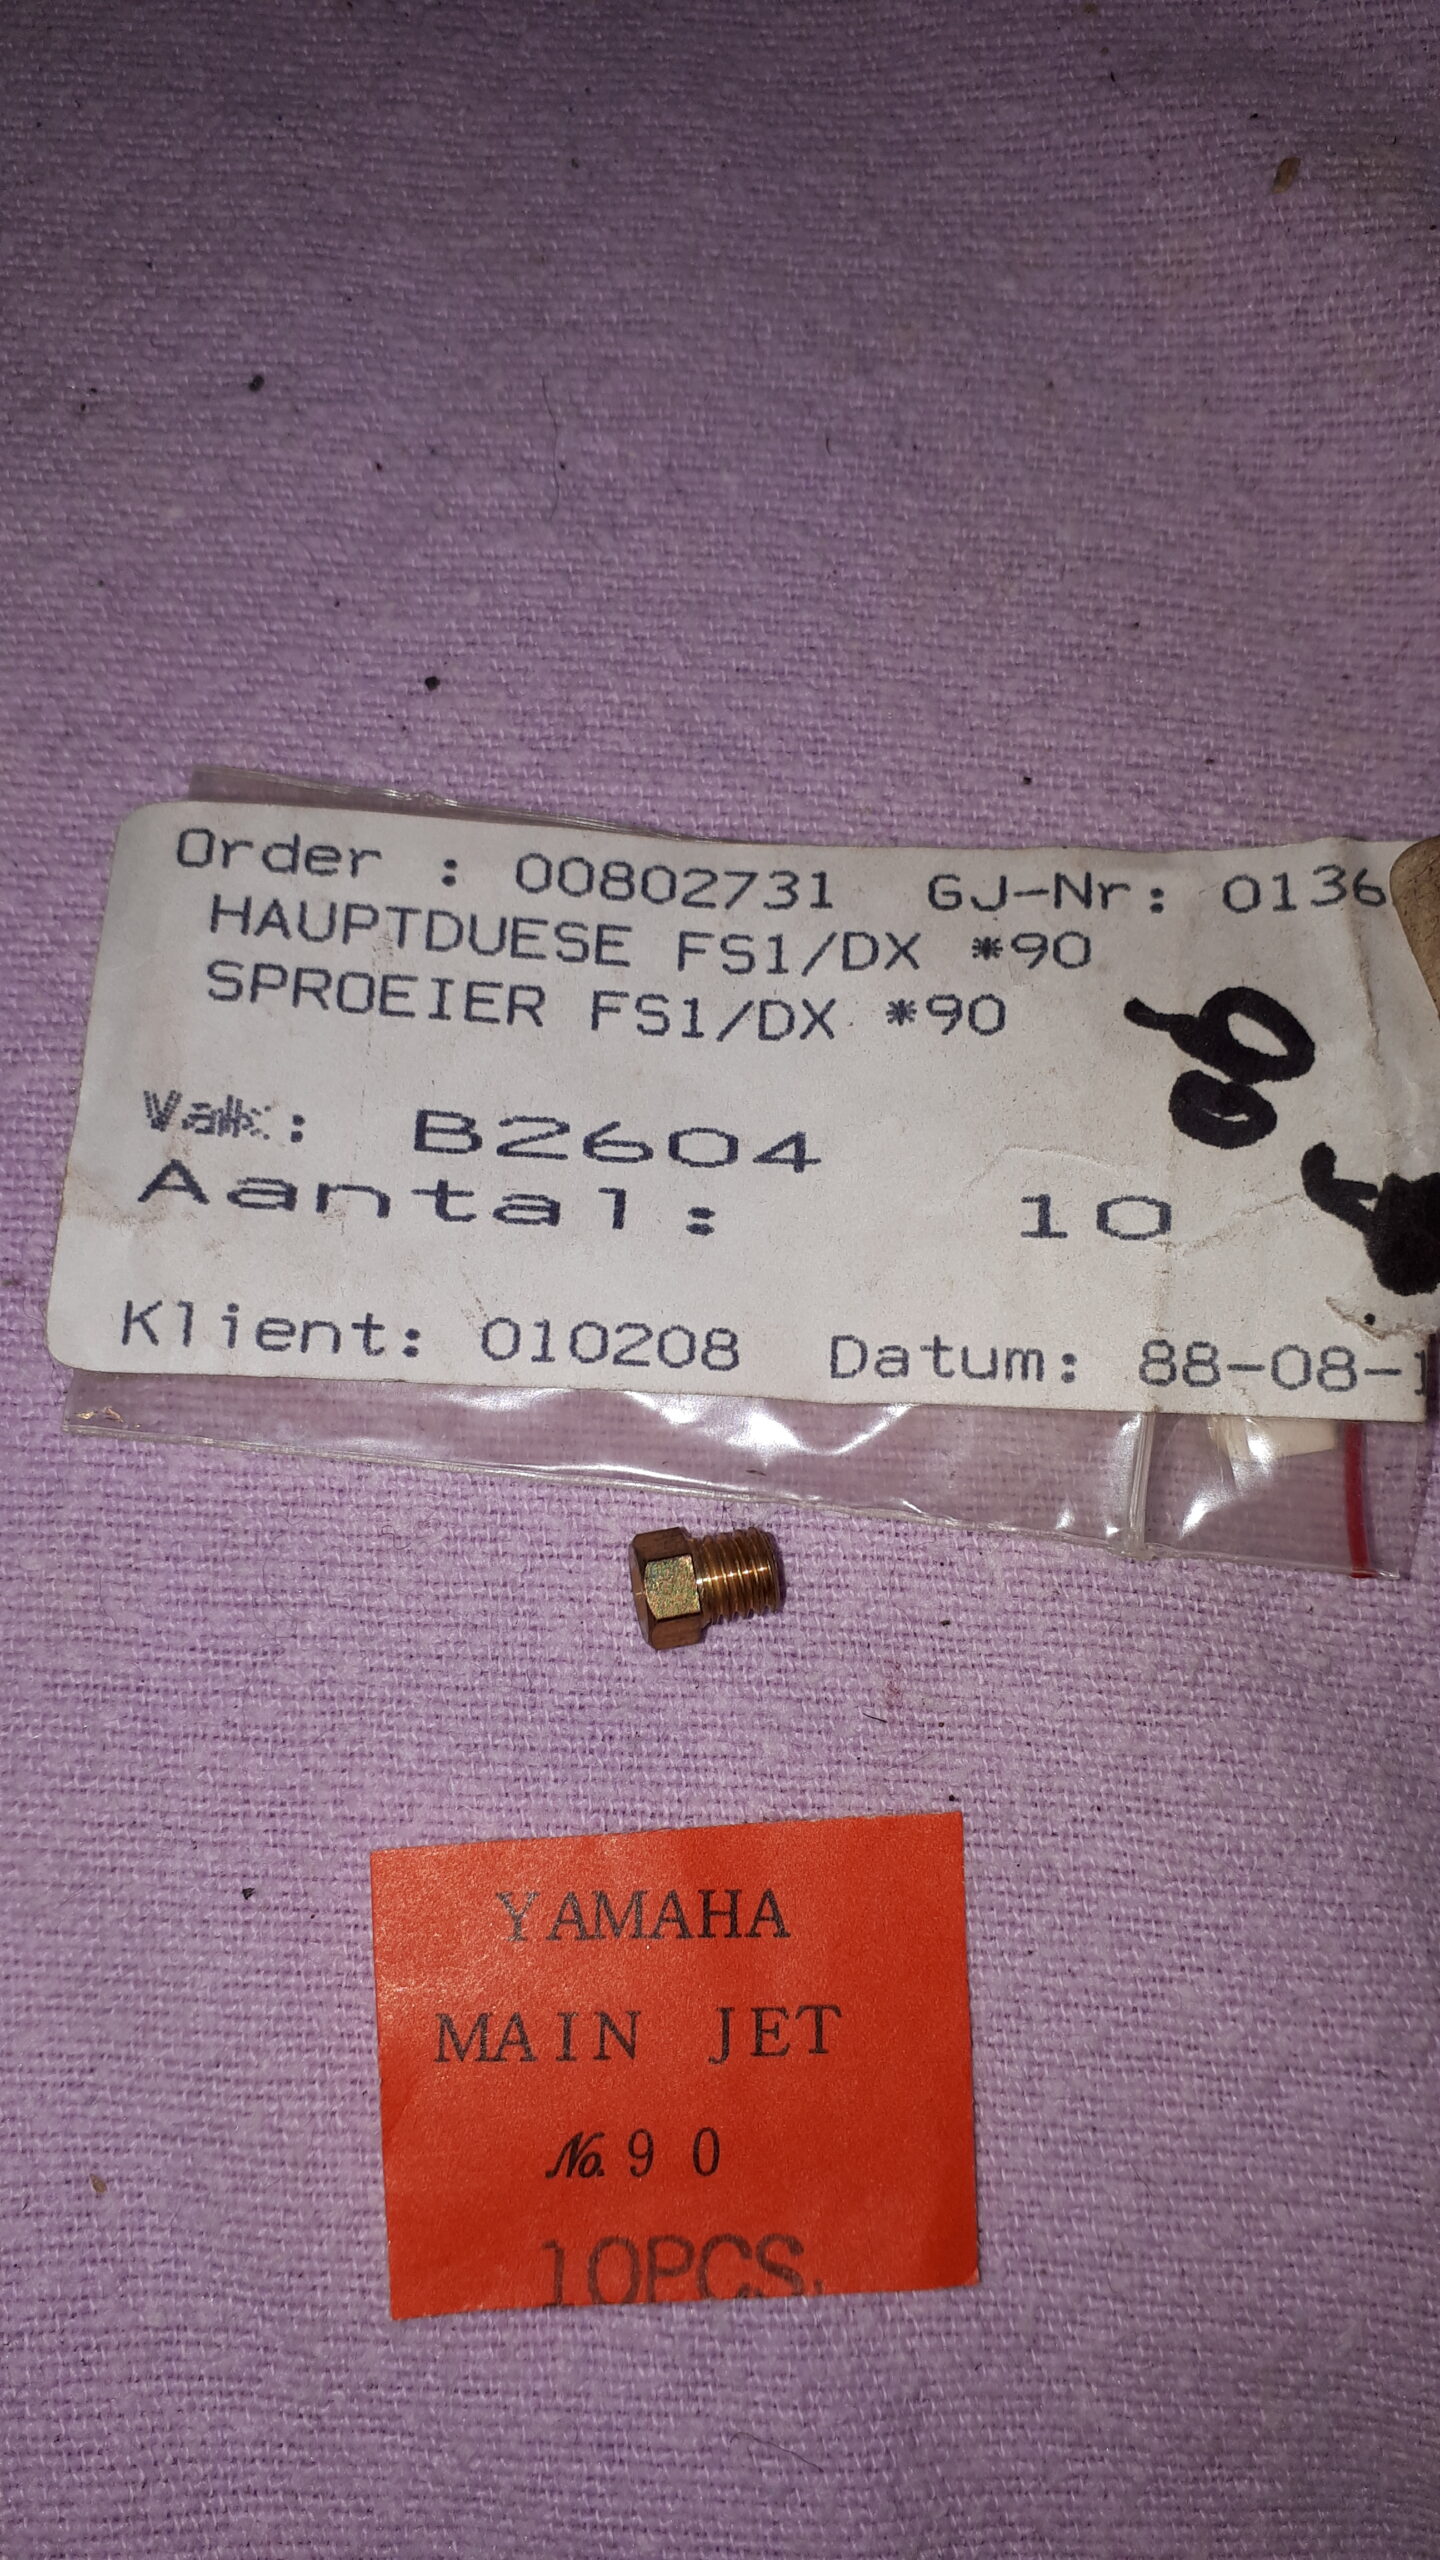 Order : 00802731 GJ-Nr: 0136
HAUPTDUESE FS1/DX *90
SPROEIER FS1/DX *90
90
Vak: B2604
Aantal: 10
Klient: 010208 Datum: 88-08-1
YAMAHA
MAIN JET
No. 90
10PCS.